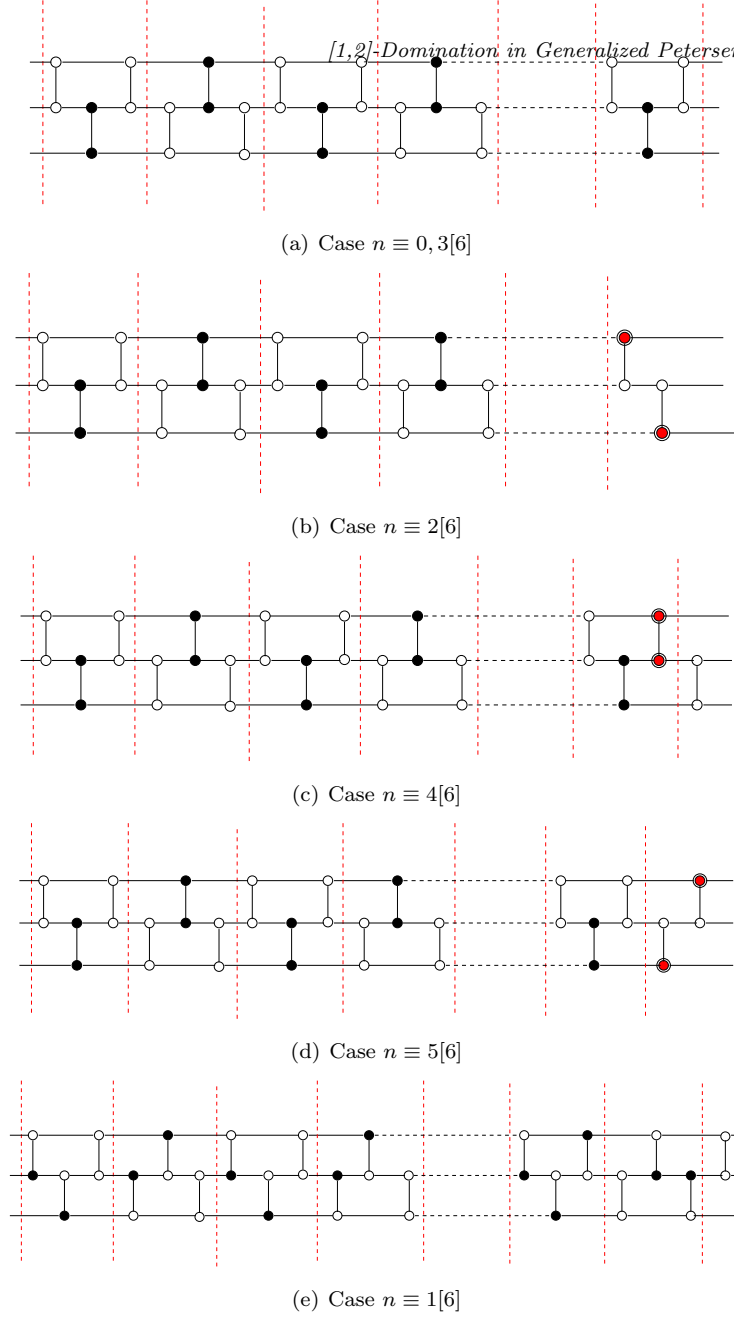 [1,2]-Domination in Generalized Peterse
(a) Case n ≡ 0, 3[6]
(b) Case n ≡ 2[6]
(c) Case n ≡ 4[6]
(d) Case n ≡ 5[6]
(e) Case n ≡ 1[6]